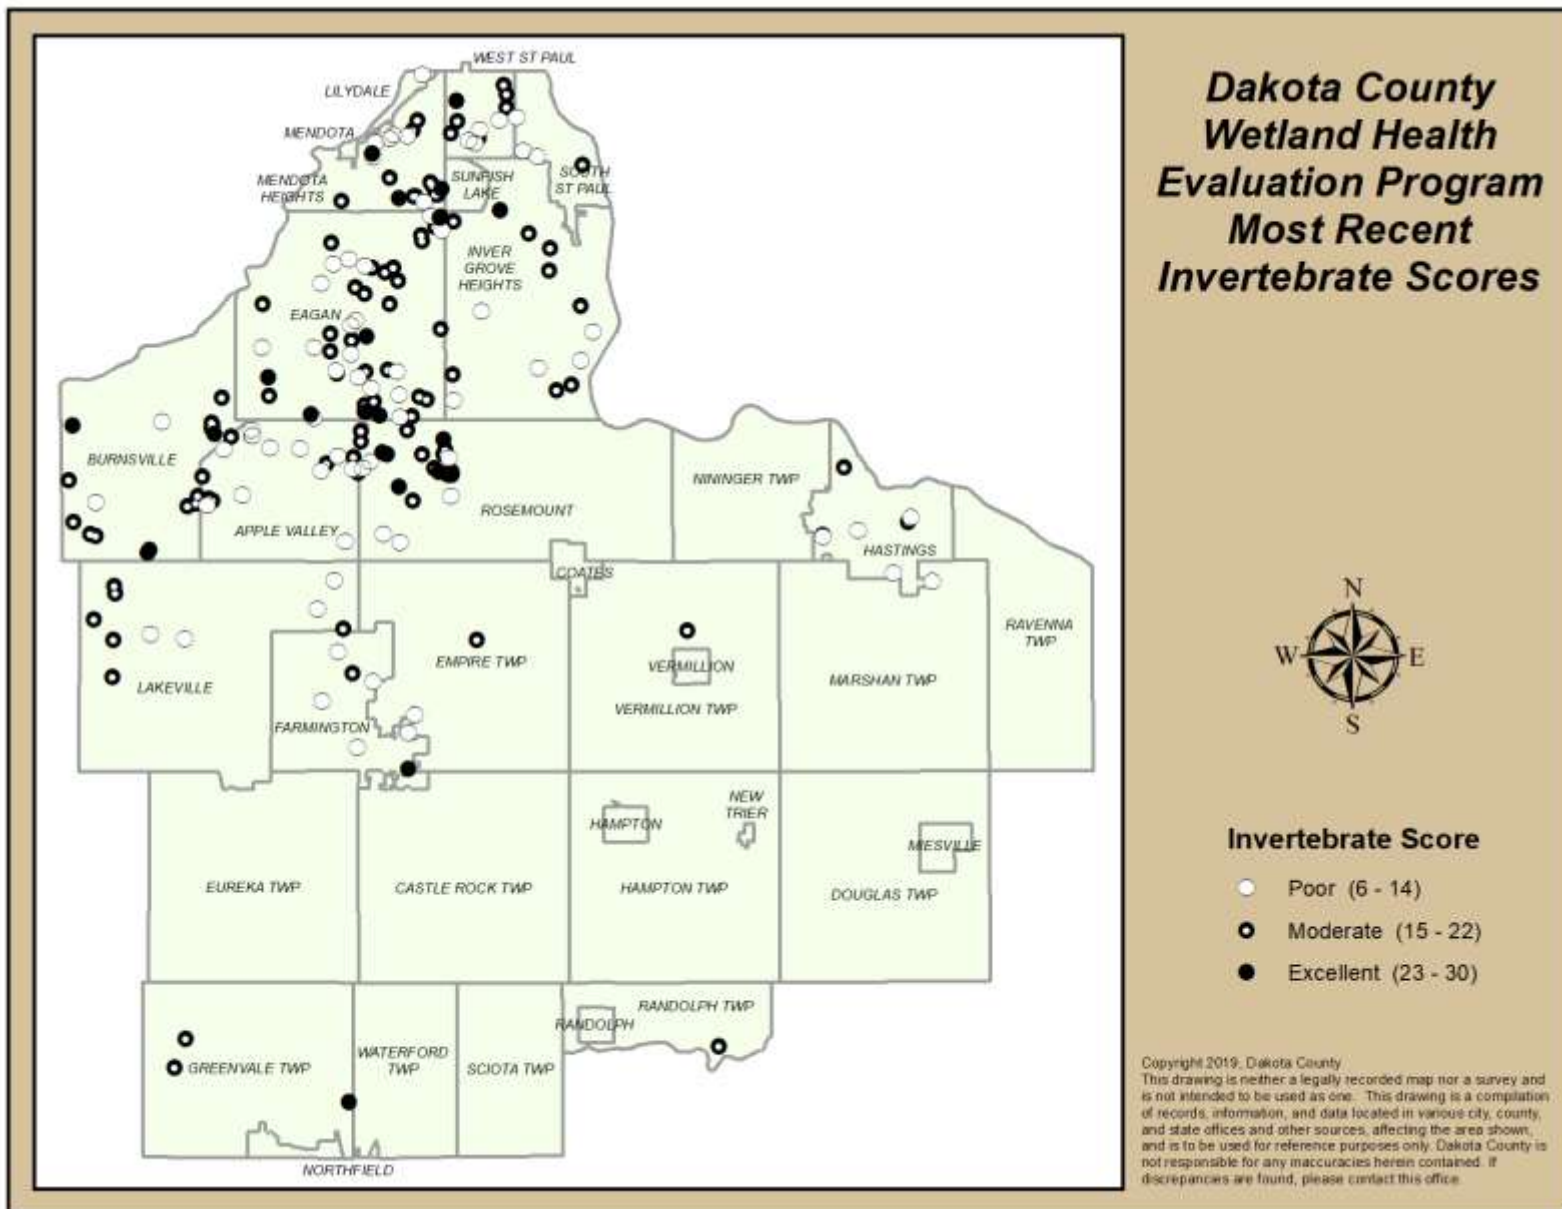 Dakota County
Wetland Health
Evaluation Program
Most Recent
Invertebrate Scores
WEST ST PAUL
LILYDALE
MENDOTA
MENDOTA
HEIGHTS
SUNFISH
LAKE
SOUTH
ST PAUL
INVER
GROVE
HEIGHTS
EAGAN
BURNSVILLE
APPLE VALLEY
ROSEMOUNT
NININGER TWP
HASTINGS
COATES
RAVENNA
TWP
EMPIRE TWP
VERMILLION
MARSHAN TWP
LAKEVILLE
VERMILLION TWP
FARMINGTON
NEW
TRIER
HAMPTON
MIESVILLE
EUREKA TWP
CASTLE ROCK TWP
HAMPTON TWP
DOUGLAS TWP
RANDOLPH TWP
RANDOLPH
WATERFORD
TWP
GREENVALE TWP
SCIOTA TWP
NORTHFIELD
N
W
E
S
Invertebrate Score
Poor (6 - 14)
Moderate (15 - 22)
Excellent (23 - 30)
Copyright 2019, Dakota County
This drawing is neither a legally recorded map nor a survey and
is not intended to be used as one. This drawing is a compilation
of records, information, and data located in various city, county,
and state offices and other sources, affecting the area shown,
and is to be used for reference purposes only. Dakota County is
not responsible for any inaccuracies herein contained. If
discrepancies are found, please contact this office.